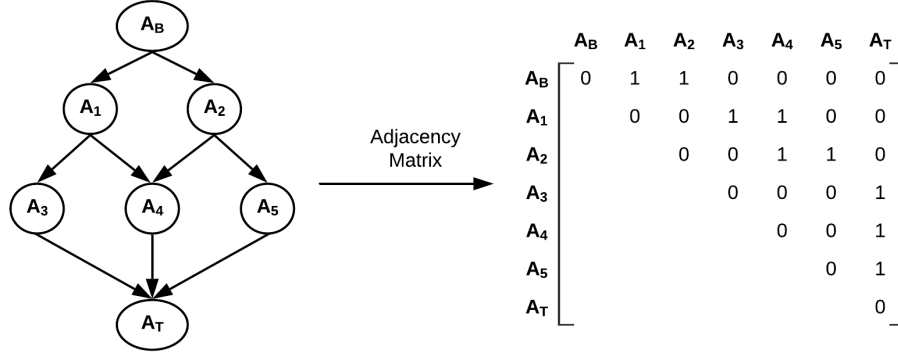 A_B
A_1 A_2
A_3 A_4 A_5
A_T
Adjacency
Matrix
A_B A_1 A_2 A_3 A_4 A_5 A_T
A_B 0 1 1 0 0 0 0
A_1 0 0 1 1 0 0
A_2 0 0 1 1 0
A_3 0 0 0 1
A_4 0 0 1
A_5 0 1
A_T 0